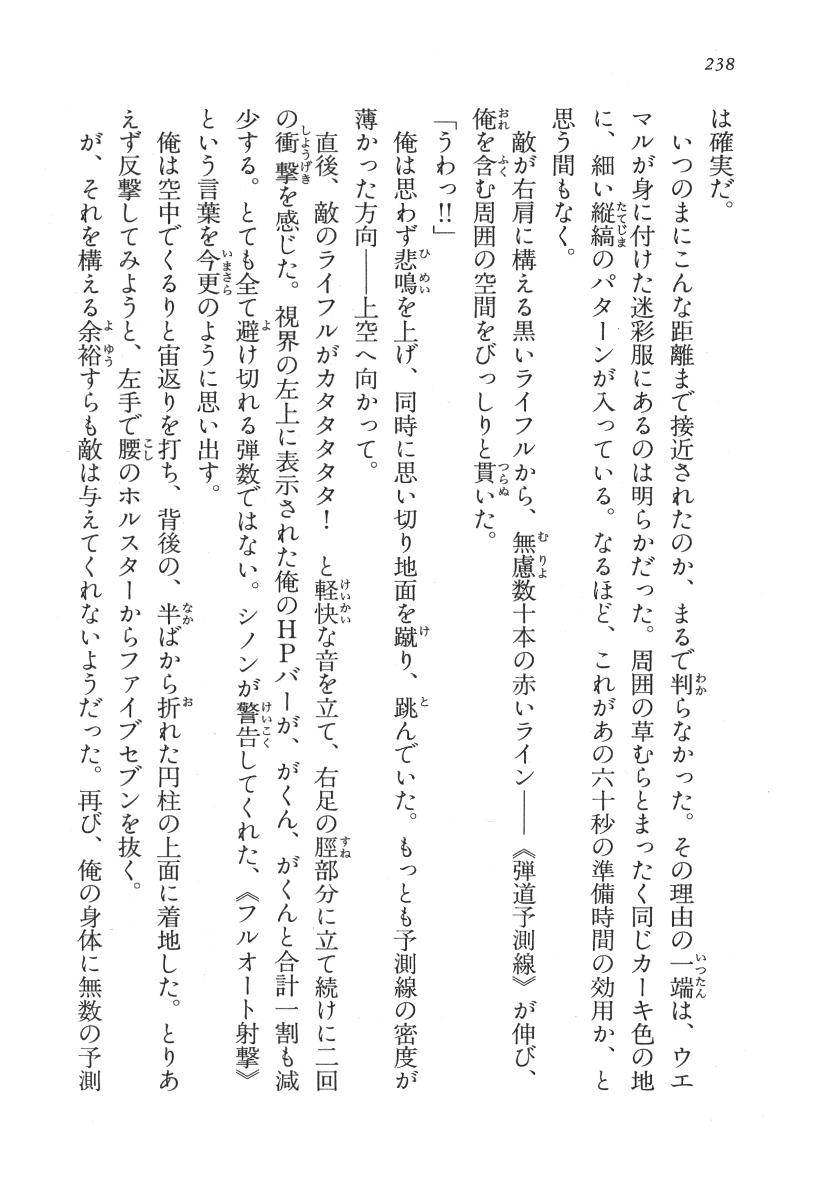 238
は確実だ。
　いつのまにこんな距離まで接近されたのか、まるで判らなかった。その理由の一端は、ウエ
マルが身に付けた迷彩服にあるのは明らかだった。周囲の草むらとまったく同じカーキ色の地
に、細い縦縞のパターンが入っている。なるほど、これがあの六十秒の準備時間の効用か、と
思う間もなく。
　敵が右肩に構える黒いライフルから、無慮数十本の赤いライン――《弾道予測線》が伸び、
俺を含む周囲の空間をびっしりと貫いた。
「うわっ!!」
　俺は思わず悲鳴を上げ、同時に思い切り地面を蹴り、跳んでいた。もっとも予測線の密度が
薄かった方向――上空へ向かって。
　直後、敵のライフルがカタタタタタ！　と軽快な音を立て、右足の脛部分に立て続けに二回
の衝撃を感じた。視界の左上に表示された俺のHPバーが、がくん、がくんと合計一割も減
少する。とても全て避け切れる弾数ではない。シノンが警告してくれた、《フルオート射撃》
という言葉を今更のように思い出す。
　俺は空中でくるりと宙返りを打ち、背後の、半ばから折れた円柱の上面に着地した。とりあ
えず反撃してみようと、左手で腰のホルスターからファイブセブンを抜く。
　が、それを構える余裕すらも敵は与えてくれないようだった。再び、俺の身体に無数の予測